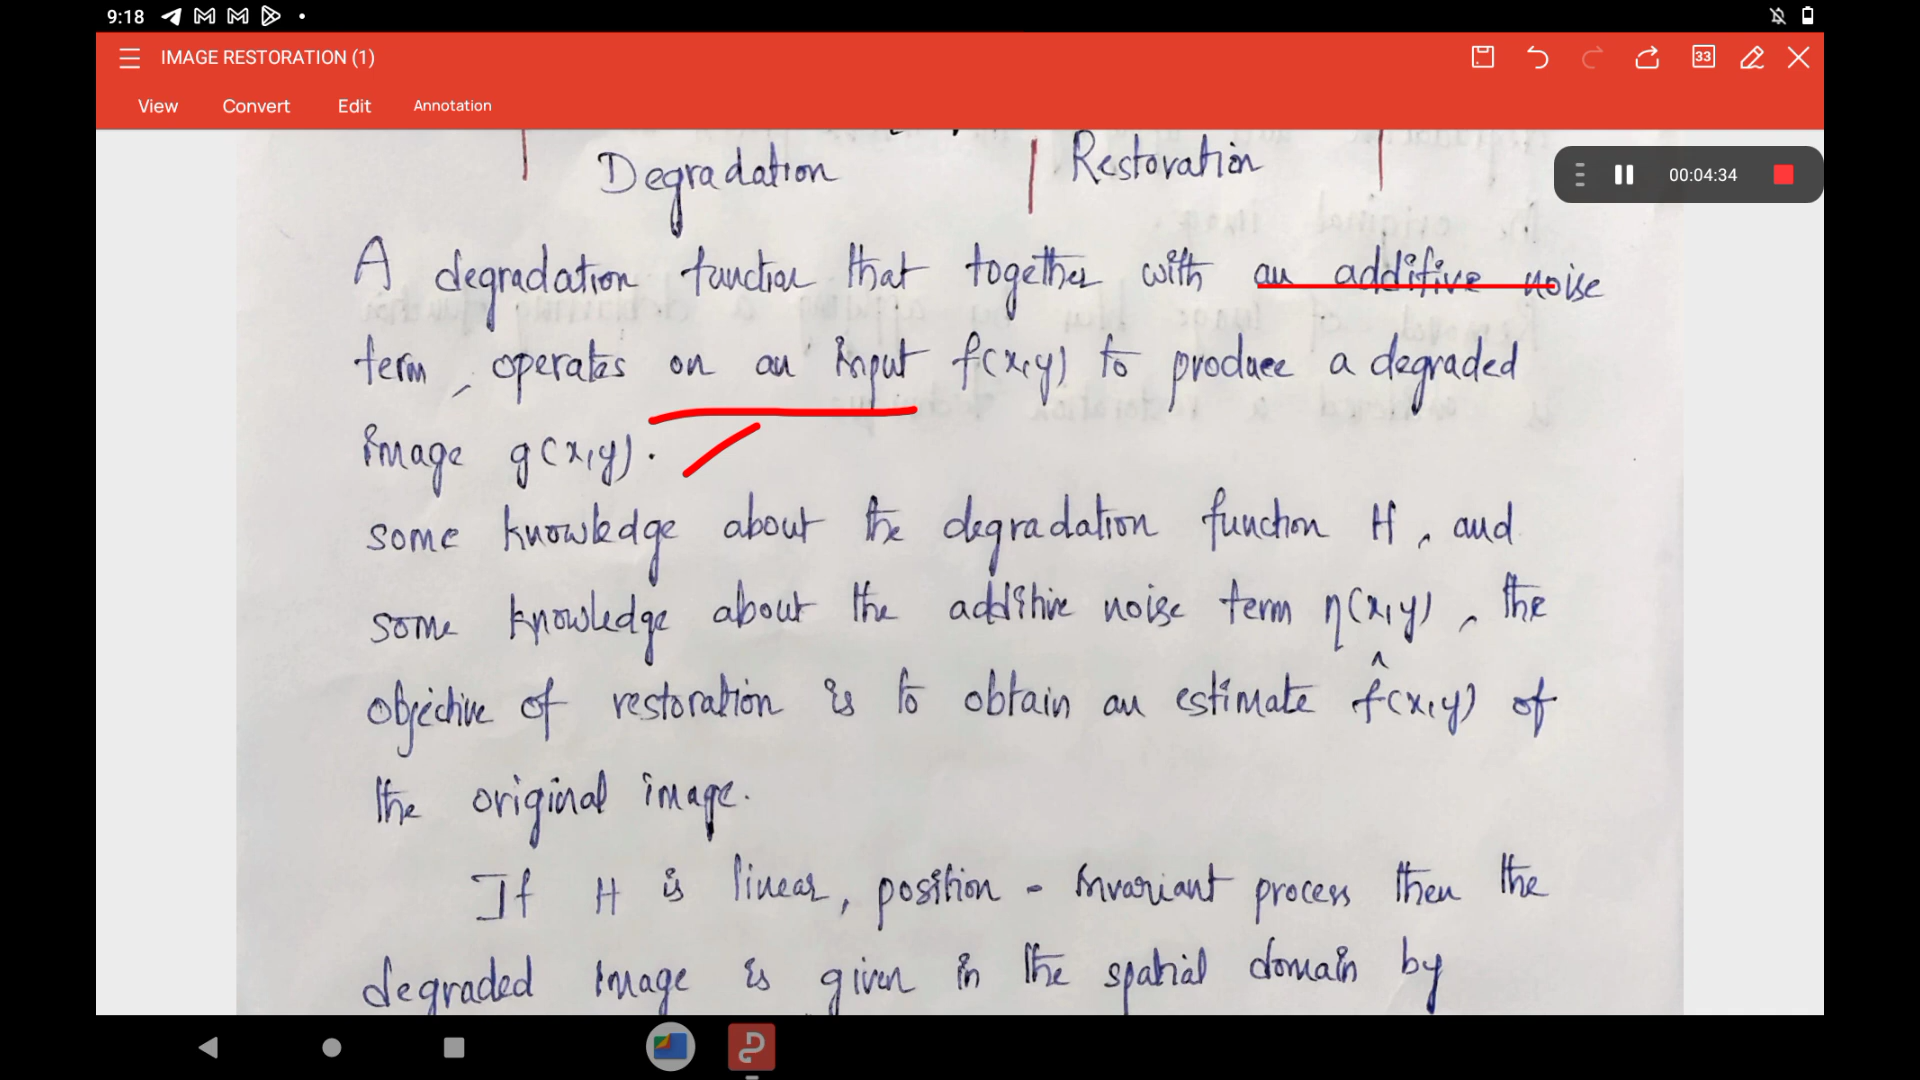 9:18
IMAGE RESTORATION (1)
33
View Convert Edit Annotation
00:04:34
Degradation Restoration
A degradation function that together with an additive noise
term, operates on an input f(x,y) to produce a degraded
image g(x,y).
some knowledge about the degradation function H, and
some knowledge about the additive noise term η(x,y), the
objective of restoration is to obtain an estimate f̂(x,y) of
the original image.
If H is linear, position - invariant process then the
degraded image is given in the spatial domain by